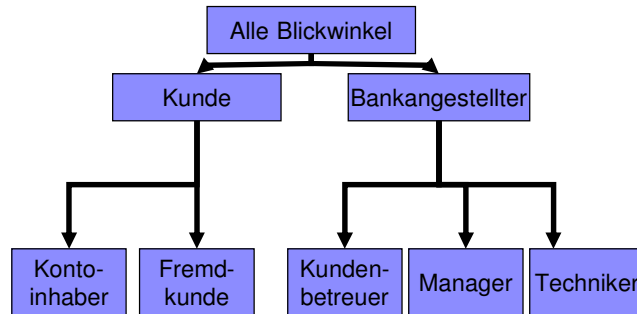 Alle Blickwinkel
Kunde
Bankangestellter
Konto-
inhaber
Fremd-
kunde
Kunden-
betreuer
Manager
Techniker